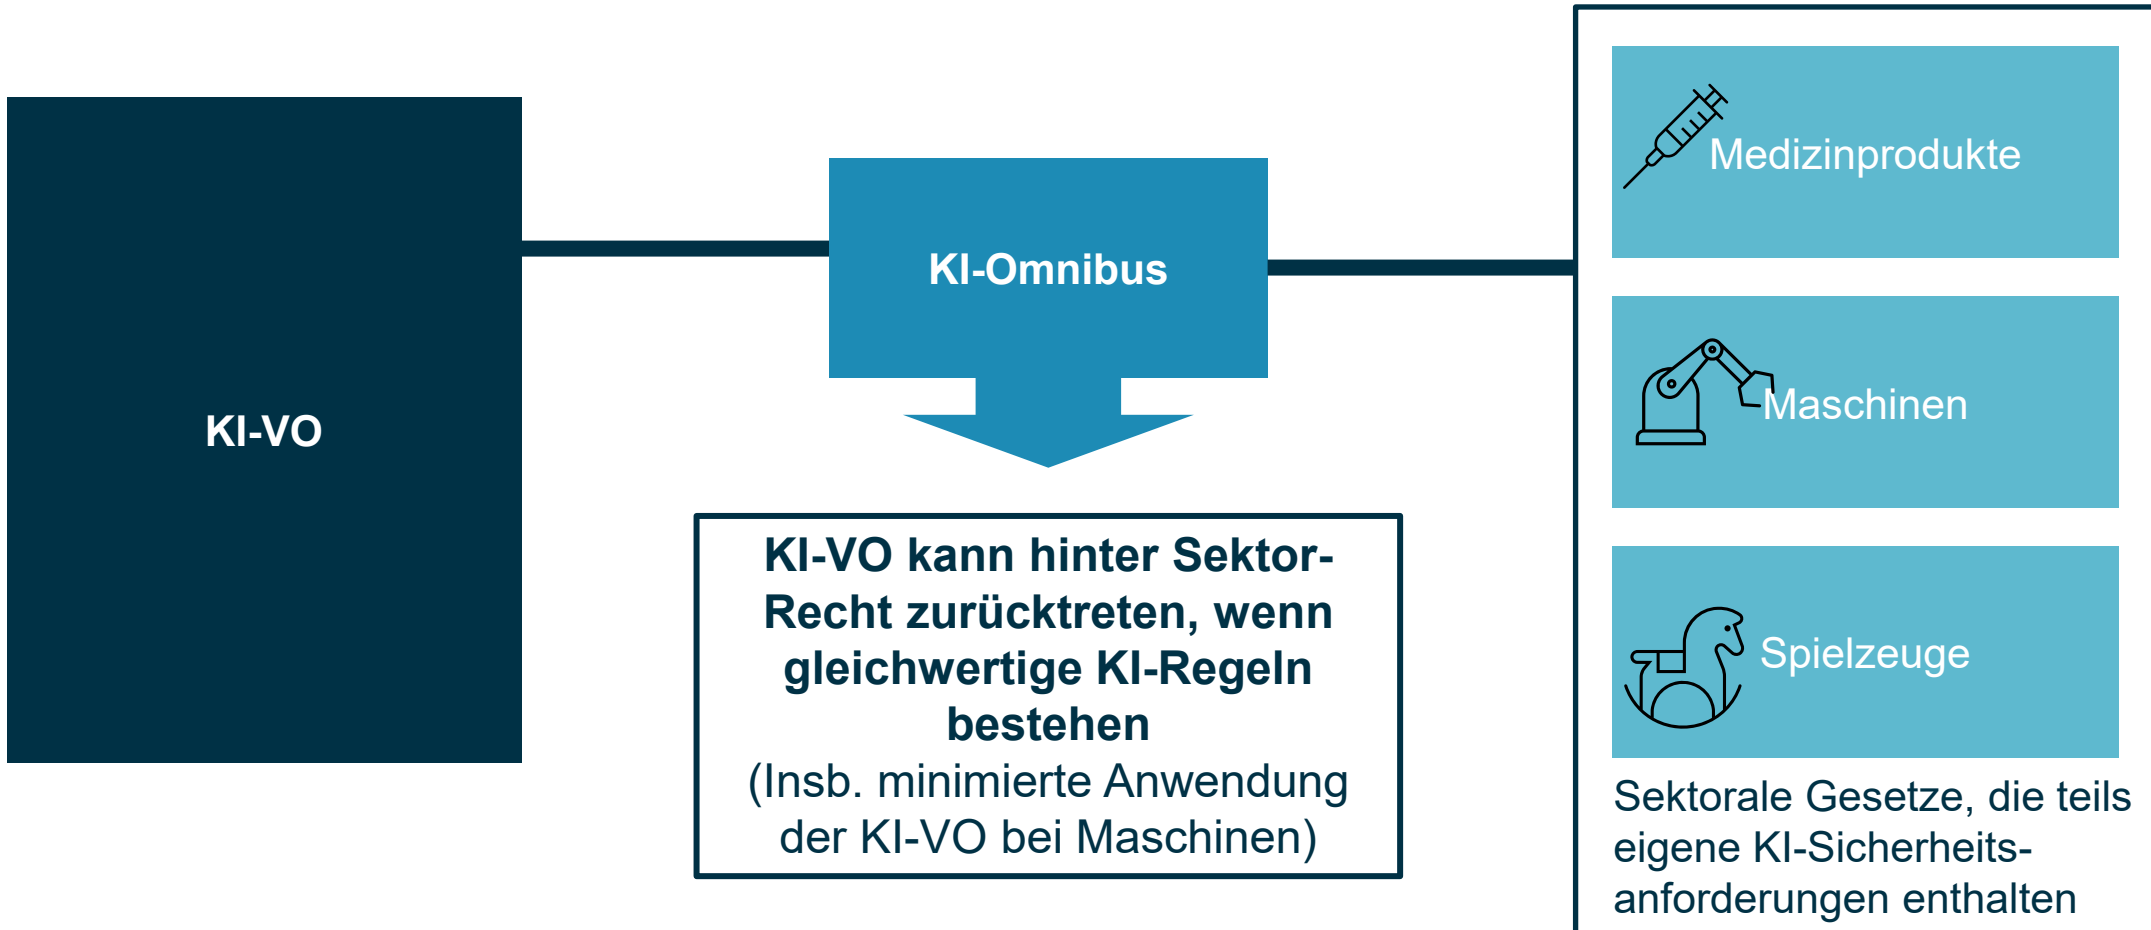 KI-VO
KI-Omnibus
KI-VO kann hinter Sektor-
Recht zurücktreten, wenn
gleichwertige KI-Regeln
bestehen
(Insb. minimierte Anwendung
der KI-VO bei Maschinen)
Medizinprodukte
Maschinen
Spielzeuge
Sektorale Gesetze, die teils
eigene KI-Sicherheits-
anforderungen enthalten